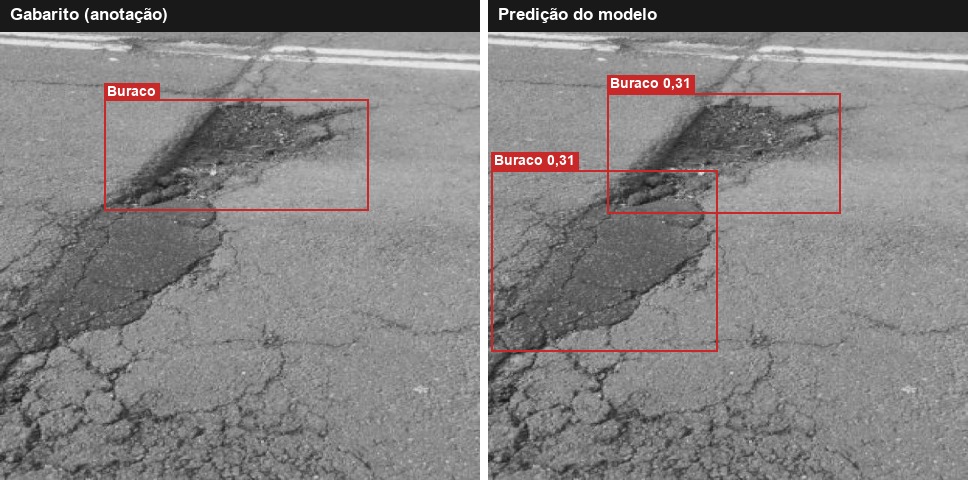 Gabarito (anotação)
Predição do modelo
Buraco
Buraco 0,31
Buraco 0,31